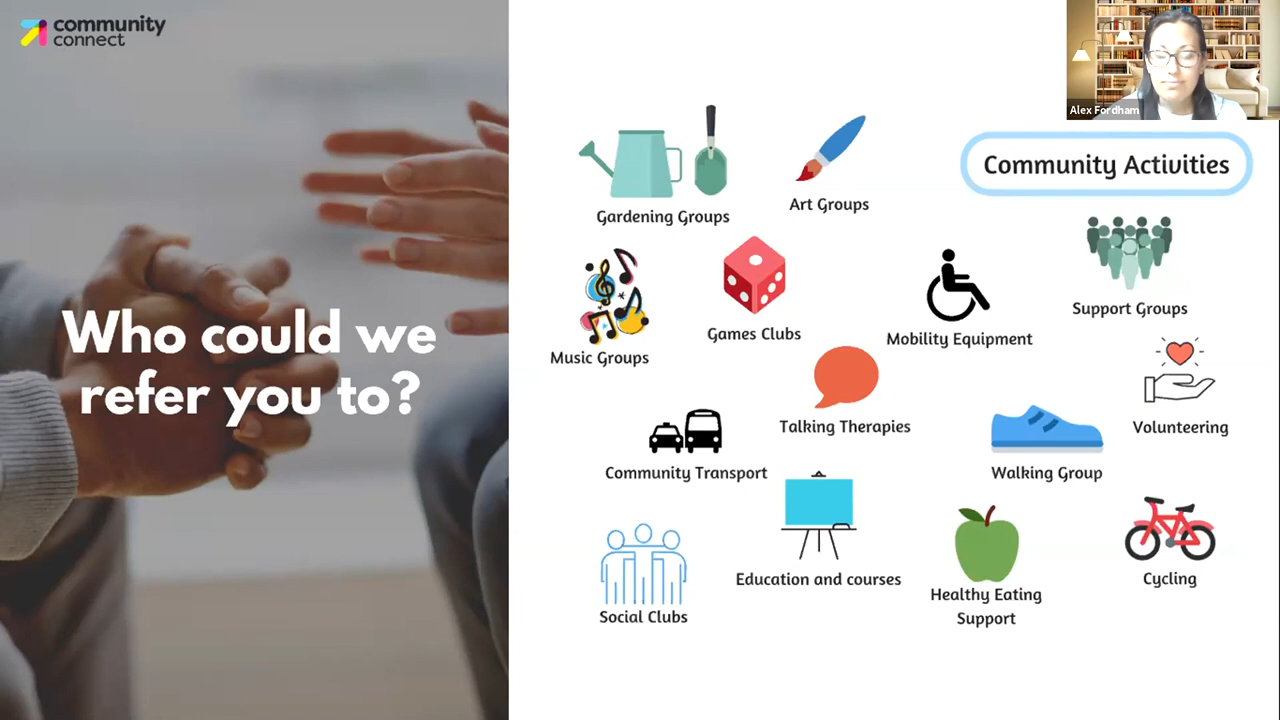 community
connect
Who could we
refer you to?
Alex Fordham
Community Activities
Gardening Groups
Art Groups
Support Groups
Music Groups
Games Clubs
Mobility Equipment
Talking Therapies
Volunteering
Community Transport
Walking Group
Education and courses
Cycling
Social Clubs
Healthy Eating
Support